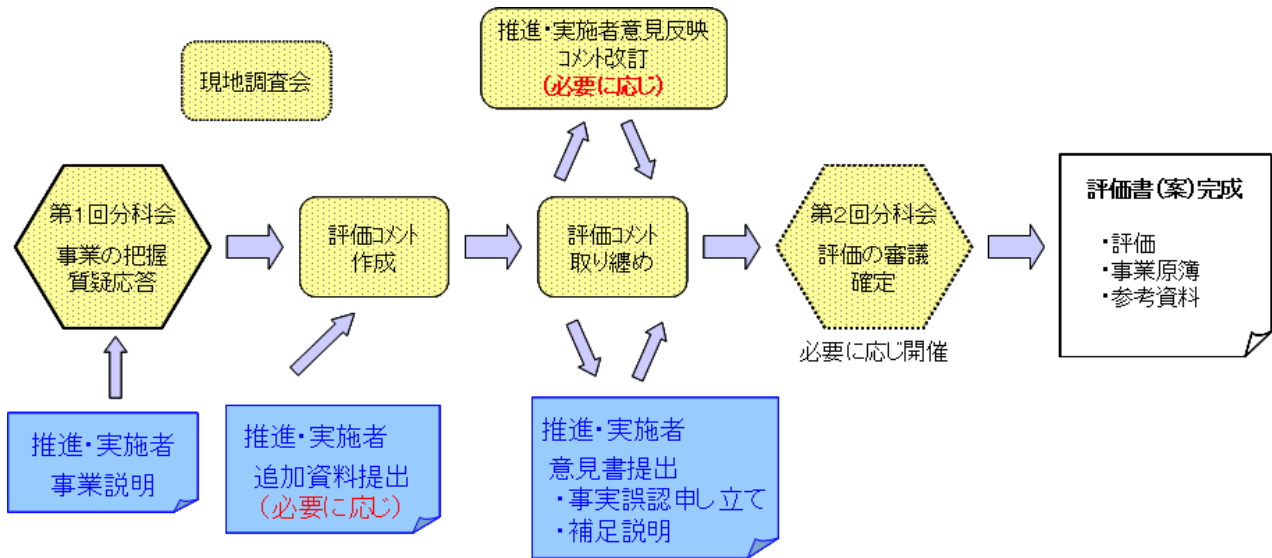 現地調査会
推進・実施者意見反映
コメント改訂
(必要に応じ)
第1回分科会
事業の把握
質疑応答
評価コメント
作成
評価コメント
取り纏め
第2回分科会
評価の審議
確定
必要に応じ開催
評価書(案)完成
・評価
・事業原簿
・参考資料
推進・実施者
事業説明
推進・実施者
追加資料提出
(必要に応じ)
推進・実施者
意見書提出
・事実誤認申し立て
・補足説明